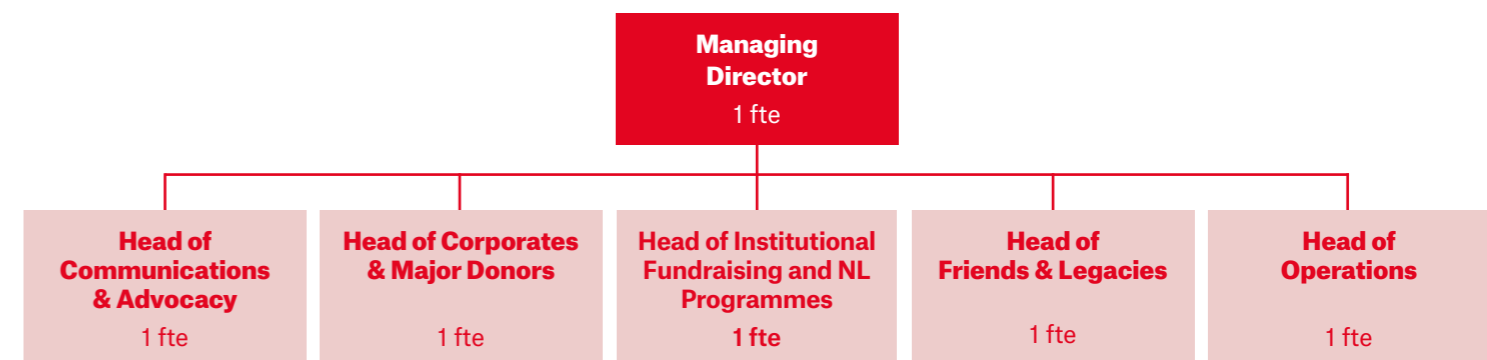 Managing
Director
1 fte
Head of
Communications
& Advocacy
1 fte
Head of Corporates
& Major Donors
1 fte
Head of Institutional
Fundraising and NL
Programmes
1 fte
Head of
Friends & Legacies
1 fte
Head of
Operations
1 fte